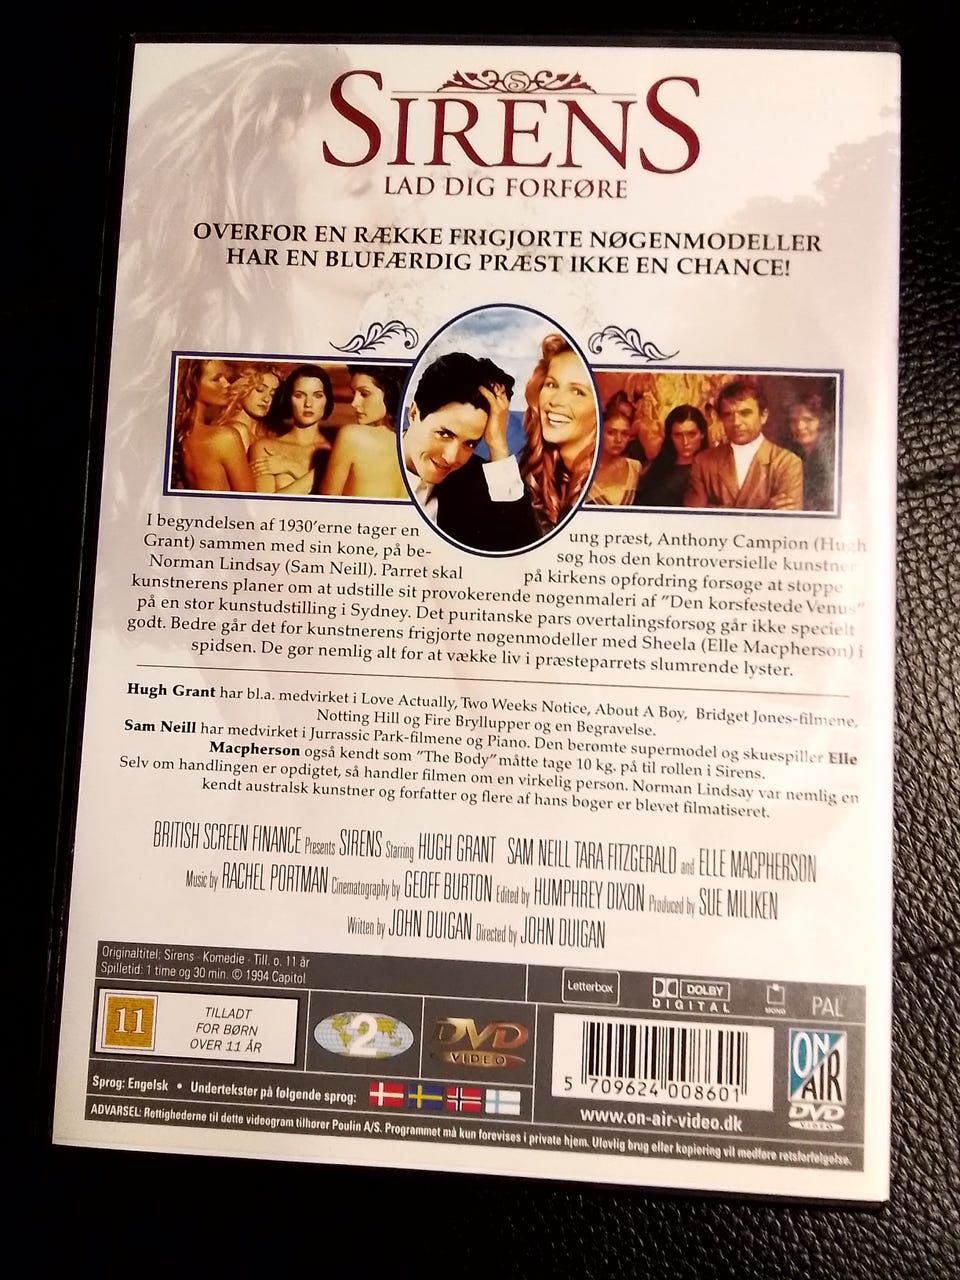 SIRENS
LAD DIG FORFØRE
OVERFOR EN RÆKKE FRIGJORTE NØGENMODELLER
HAR EN BLUFÆRDIG PRÆST IKKE EN CHANCE!
I begyndelsen af 1930'erne tager en ung præst, Anthony Campion (Hugh
Grant) sammen med sin kone, på be- søg hos den kontroversielle kunstner
Norman Lindsay (Sam Neill). Parret skal på kirkens opfordring forsøge at stoppe
kunstnerens planer om at udstille sit provokerende nøgenmaleri af "Den korsfestede Venus"
på en stor kunstudstilling i Sydney. Det puritanske pars overtalingsforsøg går ikke specielt
godt. Bedre går det for kunstnerens frigjorte nøgenmodeller med Sheela (Elle Macpherson) i
spidsen. De gør nemlig alt for at vække liv i præsteparrets slumrende lyster.
Hugh Grant har bl.a. medvirket i Love Actually, Two Weeks Notice, About A Boy, Bridget Jones-filmene,
Notting Hill og Fire Bryllupper og en Begravelse.
Sam Neill har medvirket i Jurrassic Park-filmene og Piano. Den berømte supermodel og skuespiller Elle
Macpherson også kendt som "The Body" måtte tage 10 kg. på til rollen i Sirens.
Selv om handlingen er opdigtet, så handler filmen om en virkelig person. Norman Lindsay var nemlig en
kendt australsk kunstner og forfatter og flere af hans bøger er blevet filmatiseret.
BRITISH SCREEN FINANCE Presents SIRENS Starring HUGH GRANT SAM NEILL TARA FITZGERALD and ELLE MACPHERSON
Music by RACHEL PORTMAN Cinematography by GEOFF BURTON Edited by HUMPHREY DIXON Produced by SUE MILIKEN
Written by JOHN DUIGAN Directed by JOHN DUIGAN
Originaltitel: Sirens · Komedie · Till. o. 11 år
Spilletid: 1 time og 30 min. © 1994 Capitol
Letterbox
DOLBY
DIGITAL
MONO
PAL
11
TILLADT
FOR BØRN
OVER 11 ÅR
2
DVD
VIDEO
5 709624 008601
ON
AIR
DVD
VIDEO
Sprog: Engelsk • Undertekster på følgende sprog:
www.on-air-video.dk
ADVARSEL: Rettighederne til dette videogram tilhører Poulin A/S. Programmet må kun forevises i private hjem. Ulovlig brug eller kopiering vil medføre retsforfølgelse.